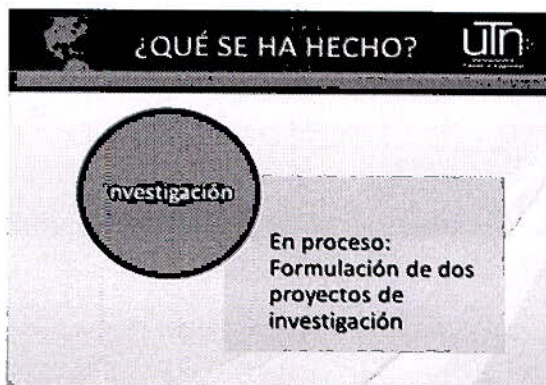 ¿QUÉ SE HA HECHO?
UTn
investigación
En proceso:
Formulación de dos
proyectos de
investigación